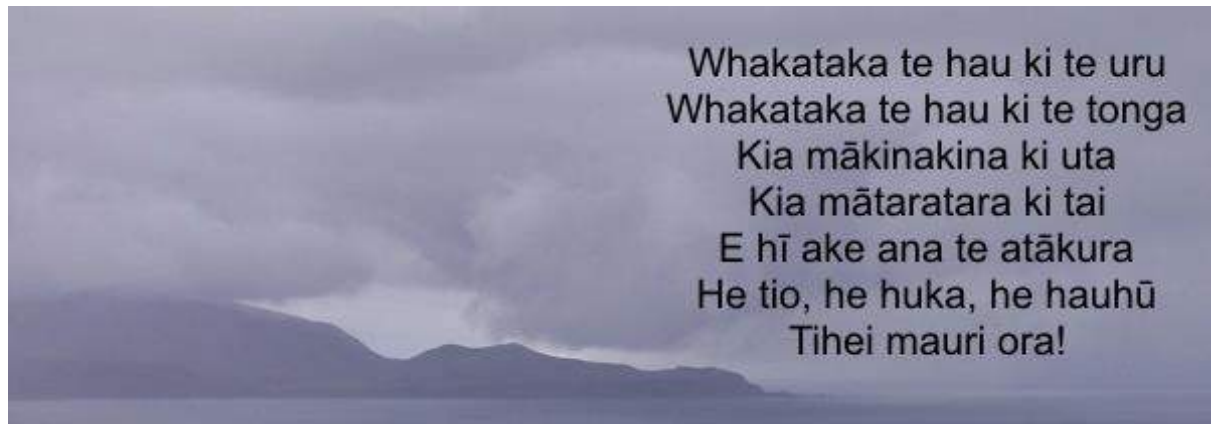 Whakataka te hau ki te uru
Whakataka te hau ki te tonga
Kia mākinakina ki uta
Kia mātaratara ki tai
E hī ake ana te atākura
He tio, he huka, he hauhū
Tihei mauri ora!